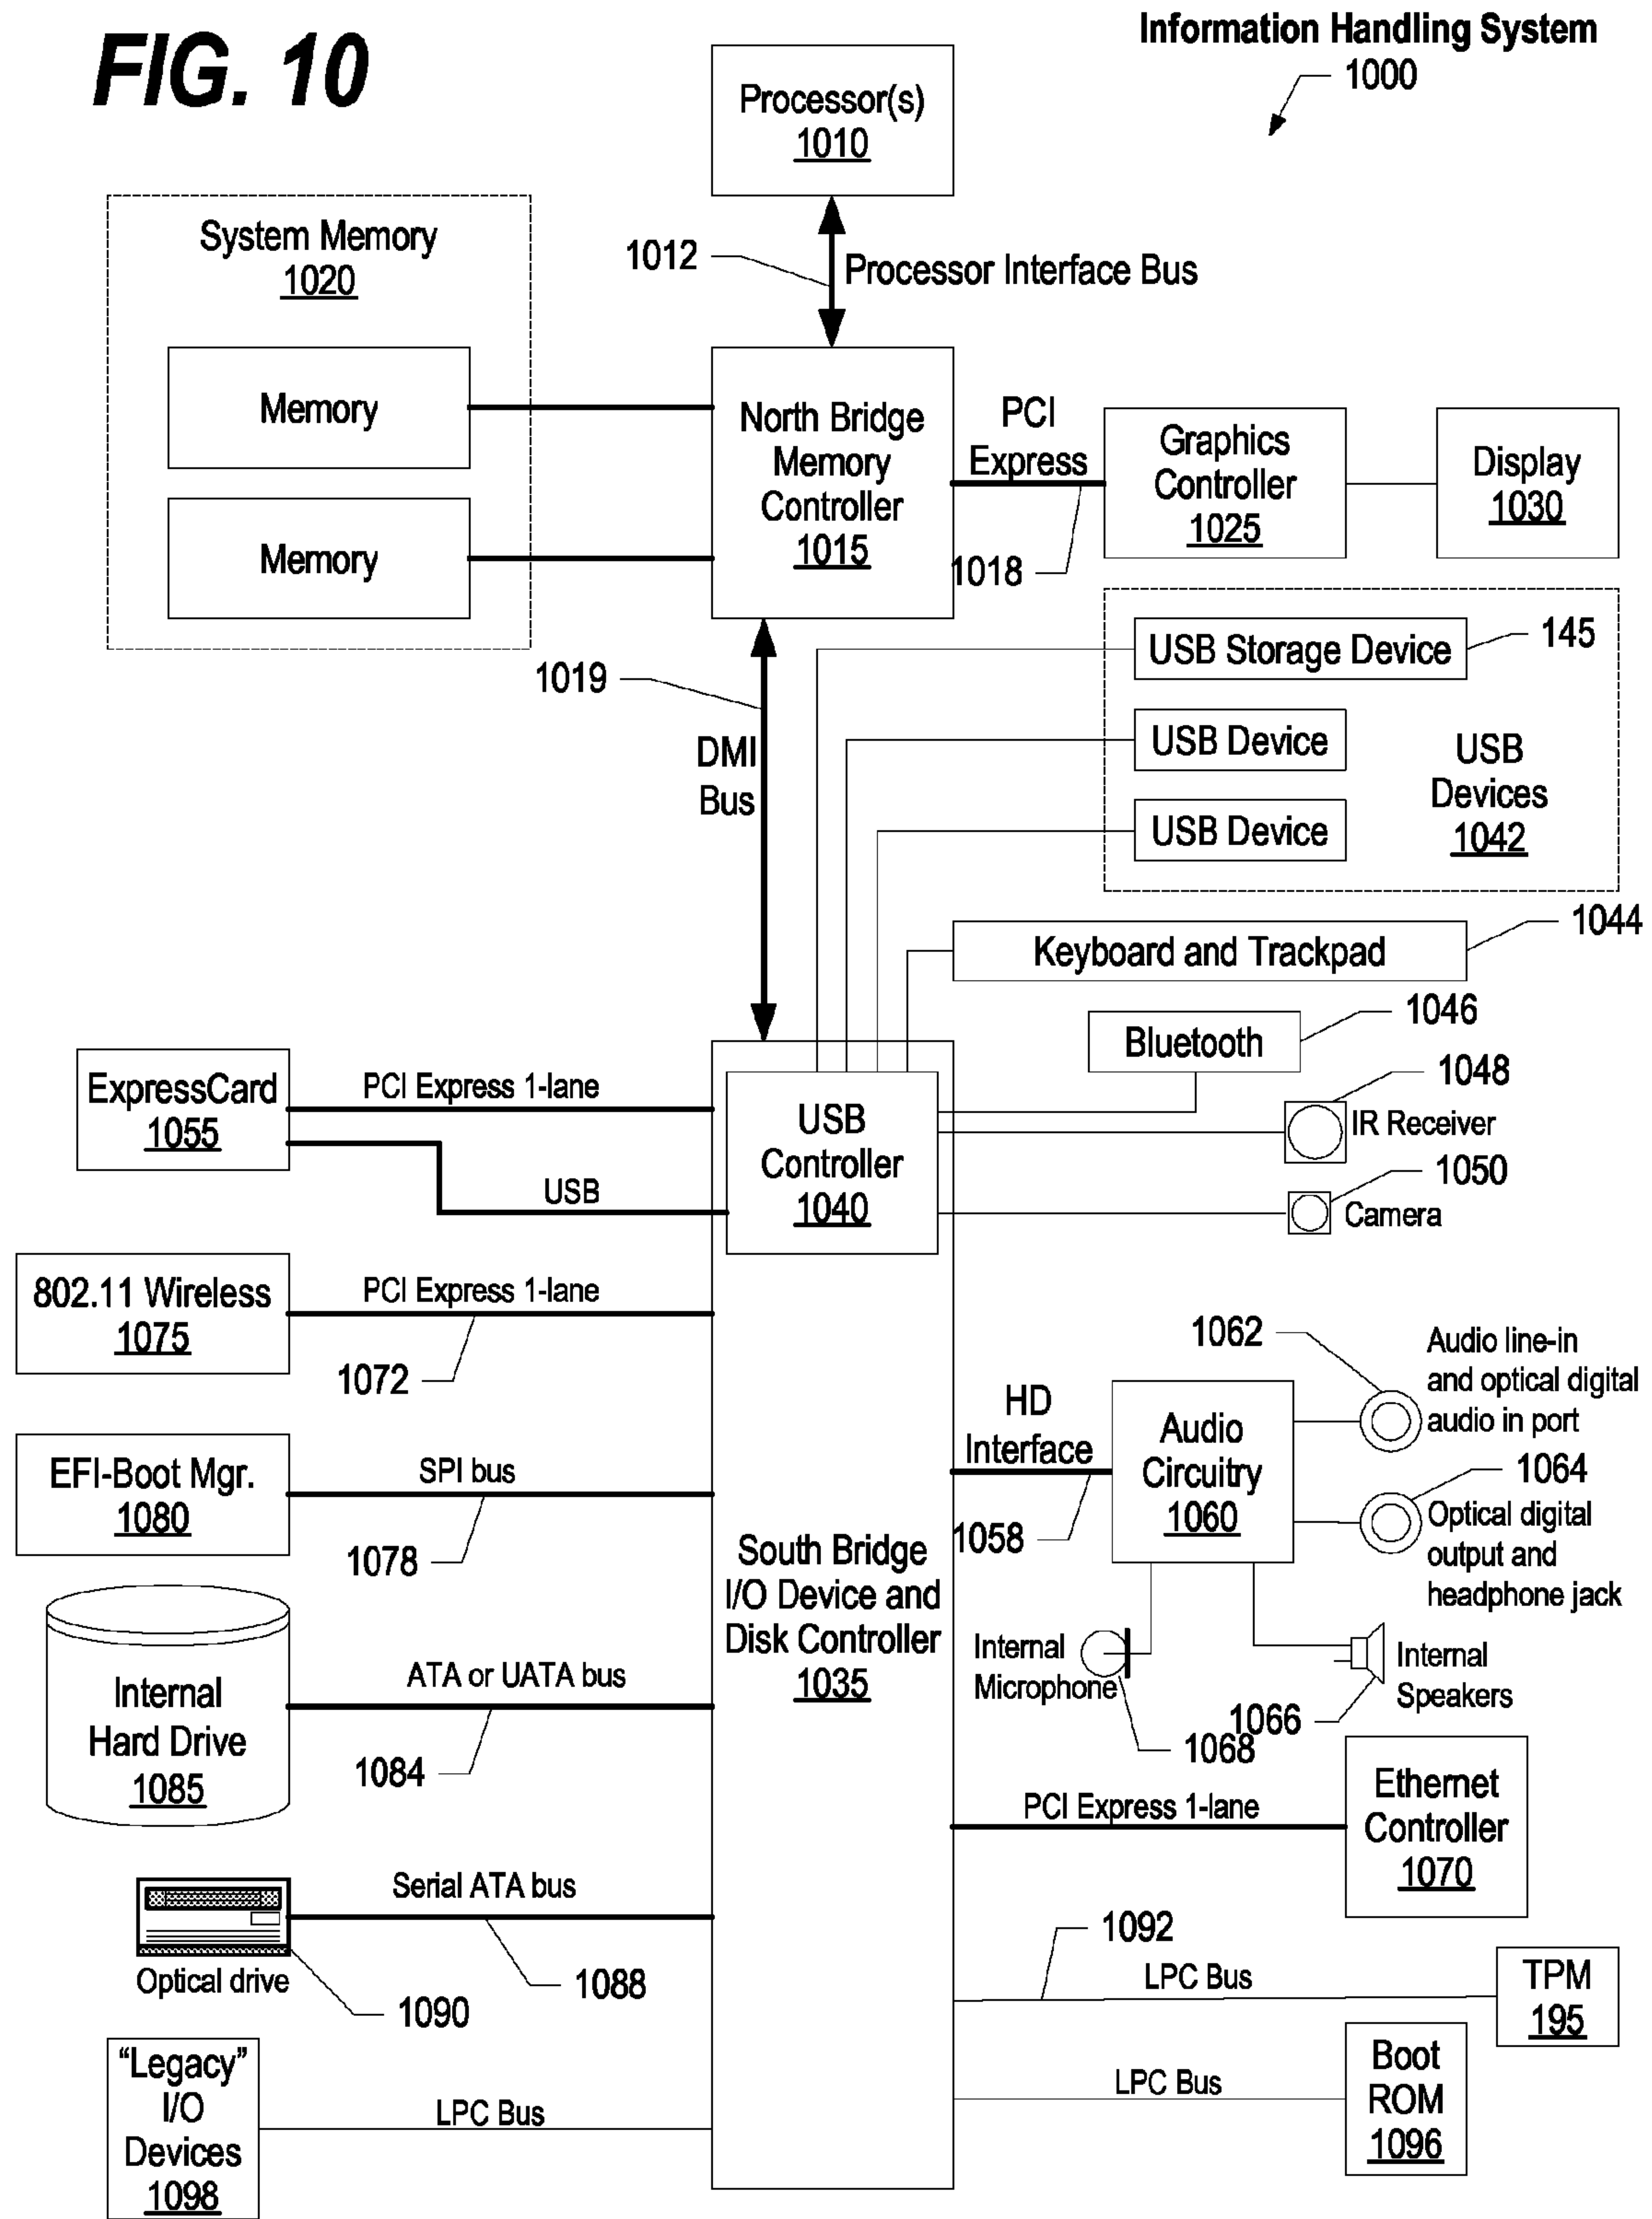 FIG. 10
Information Handling System
1000
Processor(s)
1010
System Memory
1020
1012
Processor Interface Bus
Memory
Memory
North Bridge
Memory
Controller
1015
PCI
Express
1018
Graphics
Controller
1025
Display
1030
1019
DMI
Bus
USB Storage Device
145
USB Device
USB Device
USB
Devices
1042
Keyboard and Trackpad
1044
Bluetooth
1046
1048
IR Receiver
1050
Camera
ExpressCard
1055
PCI Express 1-lane
USB
USB
Controller
1040
802.11 Wireless
1075
PCI Express 1-lane
1072
EFI-Boot Mgr.
1080
SPI bus
1078
HD
Interface
1058
Audio
Circuitry
1060
1062
Audio line-in
and optical digital
audio in port
1064
Optical digital
output and
headphone jack
South Bridge
I/O Device and
Disk Controller
1035
Internal
Microphone
1068
Internal
Speakers
1066
Internal
Hard Drive
1085
ATA or UATA bus
1084
PCI Express 1-lane
Ethernet
Controller
1070
Serial ATA bus
1088
Optical drive
1090
1092
LPC Bus
TPM
195
LPC Bus
Boot
ROM
1096
“Legacy”
I/O
Devices
1098
LPC Bus